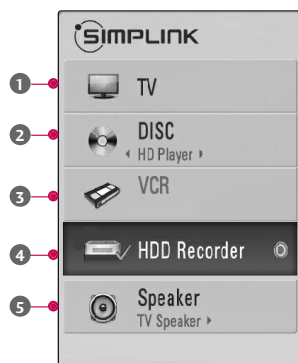 SIMPLINK
1 TV
2 DISC
◂ HD Player ▸
3 VCR
4 HDD Recorder
5 Speaker
TV Speaker ▸